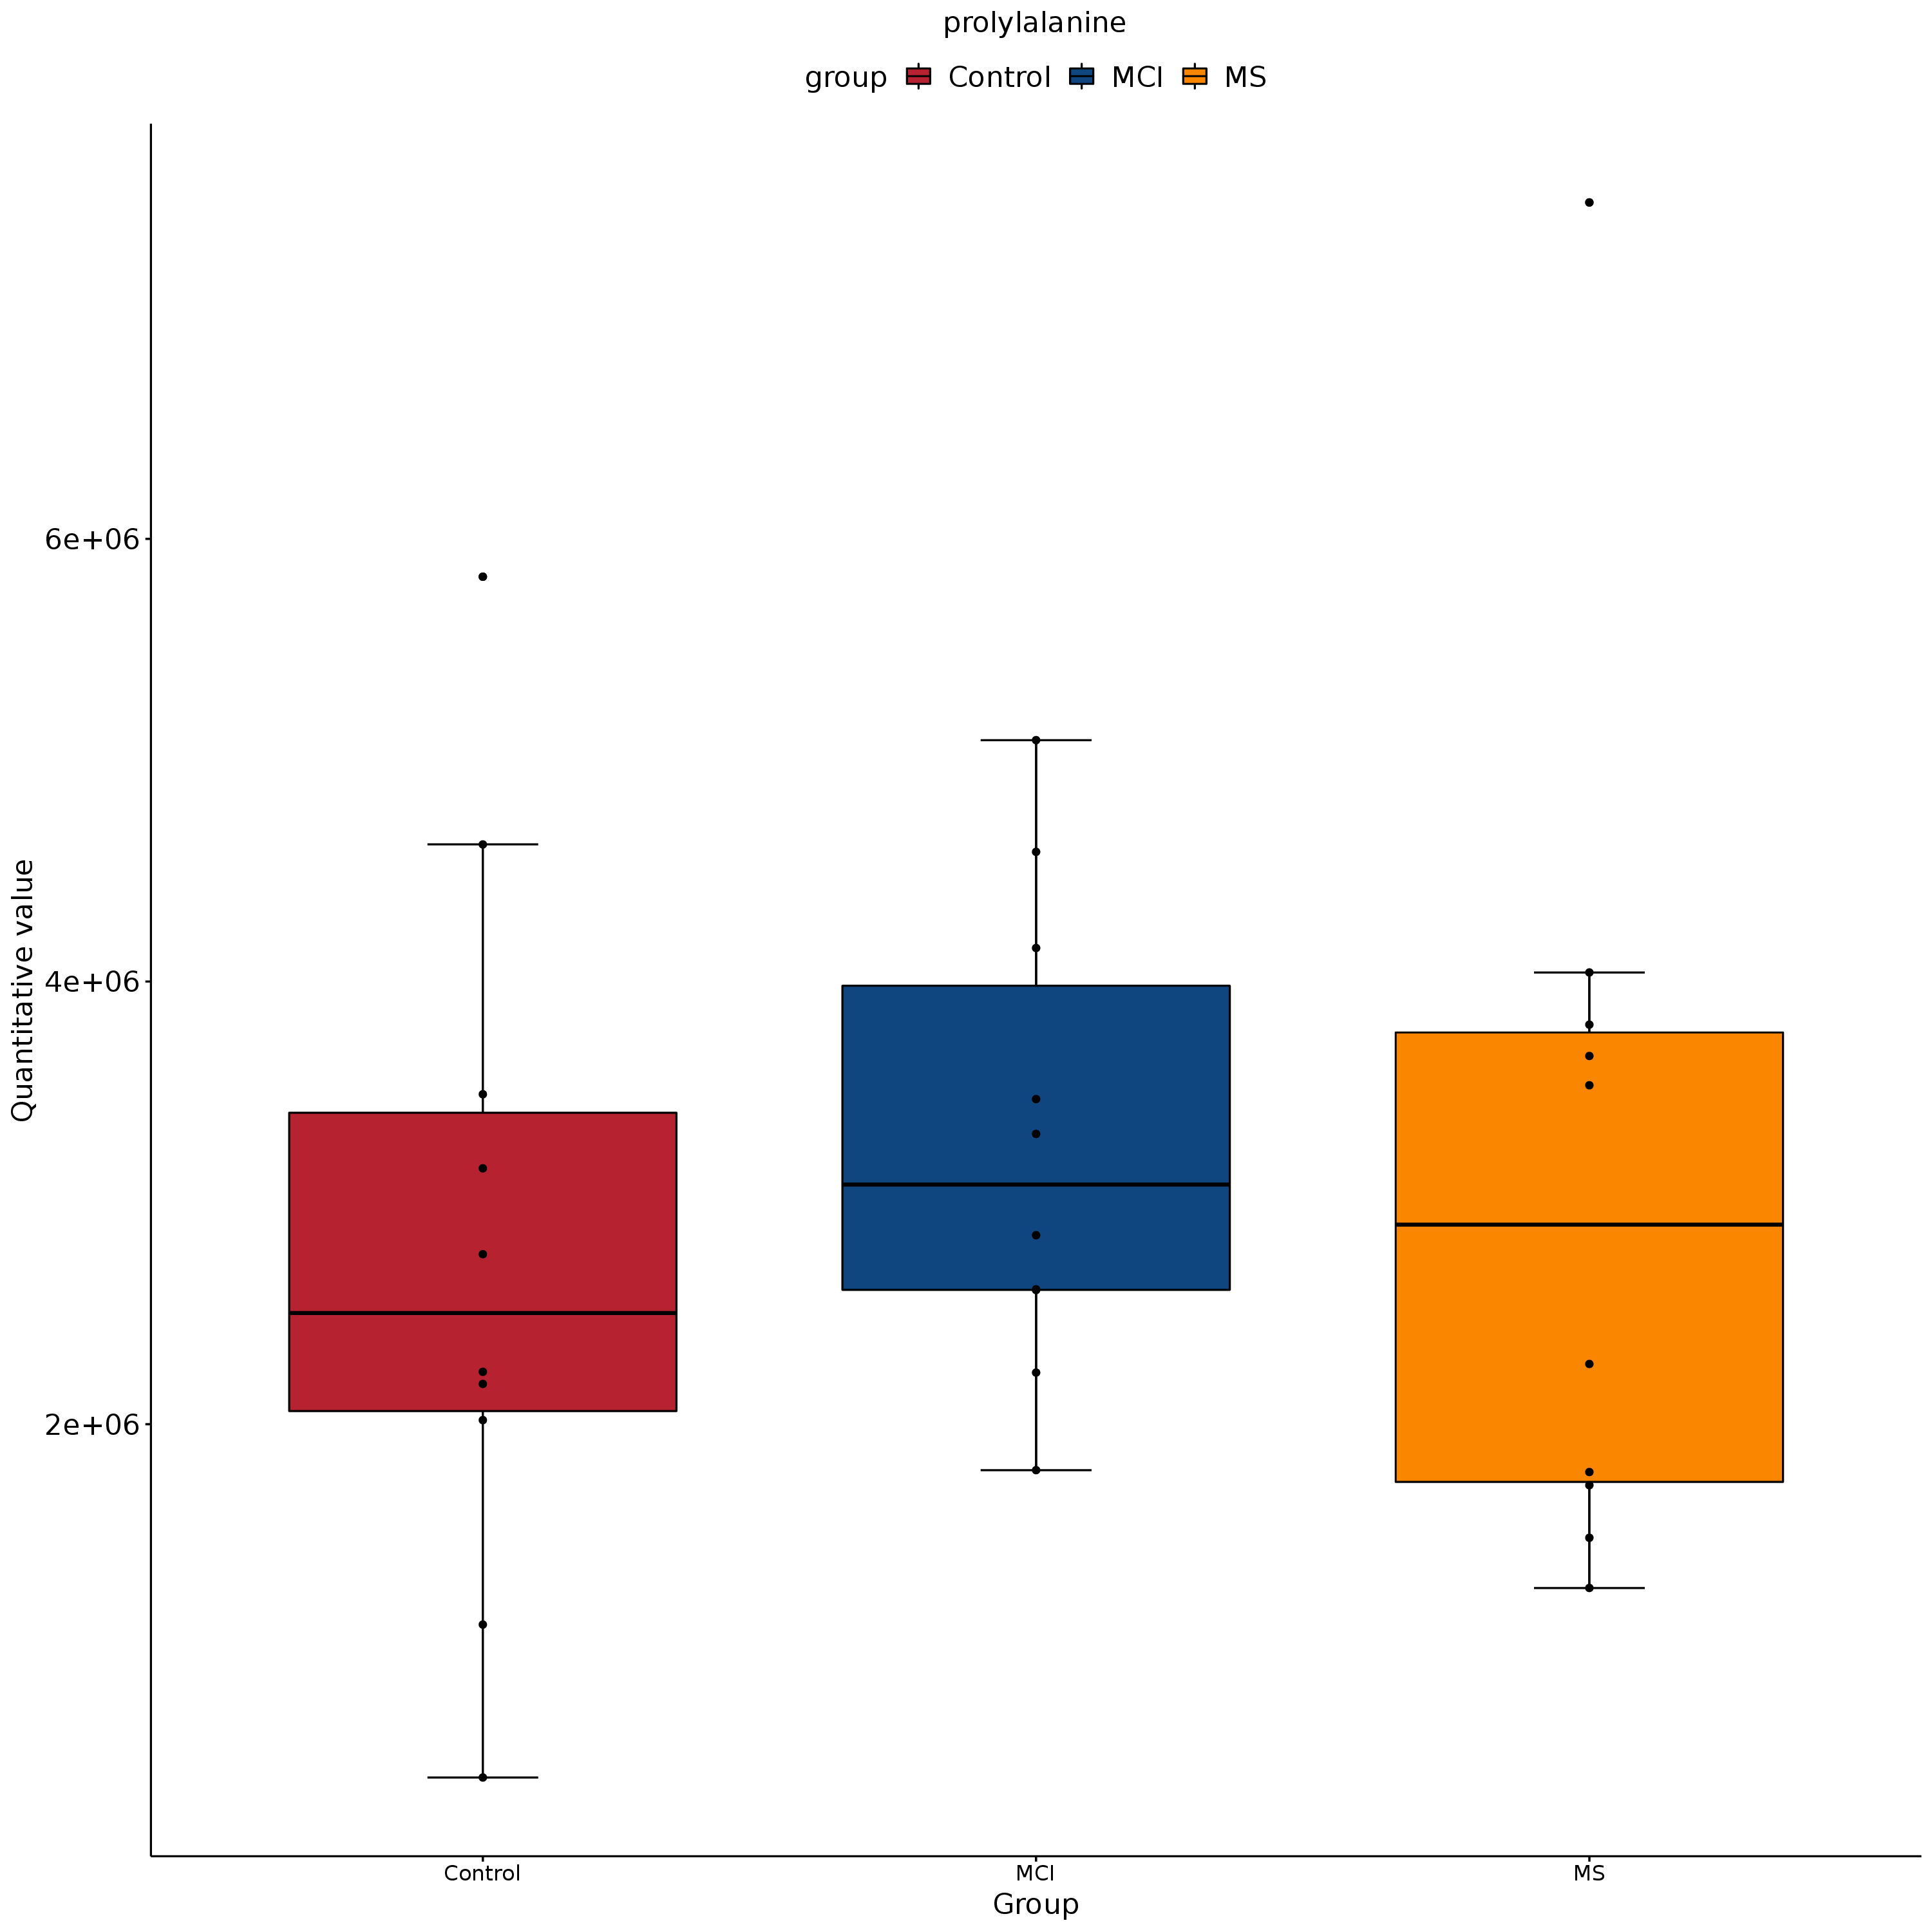 prolylalanine
group Control MCI MS
Quantitative value
6e+06
4e+06
2e+06
Control MCI MS
Group